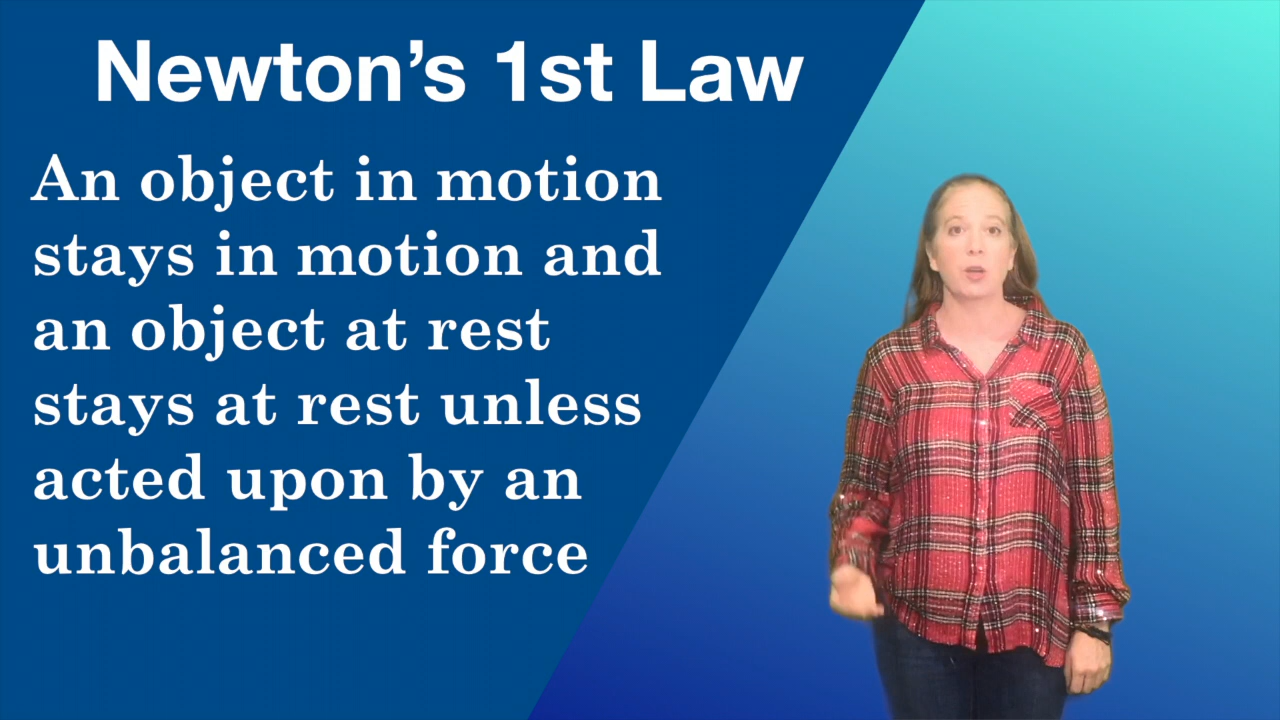 Newton’s 1st Law
An object in motion
stays in motion and
an object at rest
stays at rest unless
acted upon by an
unbalanced force